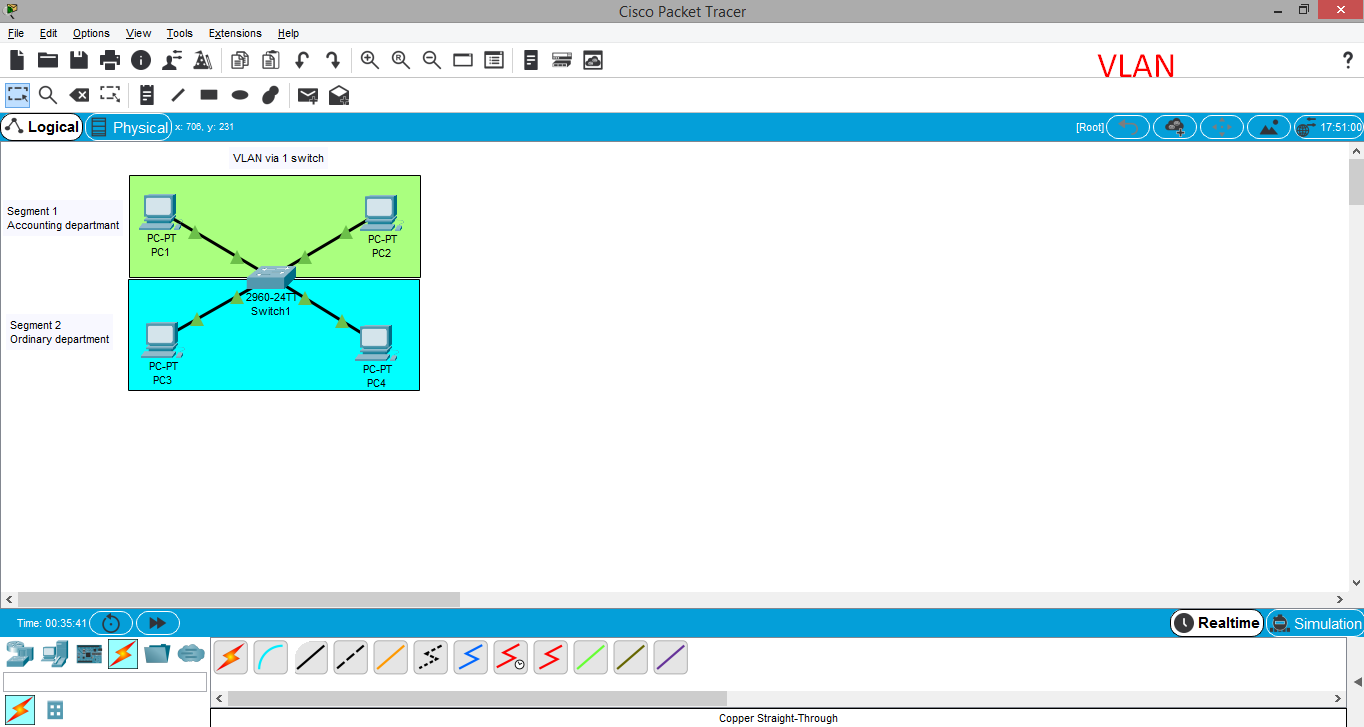 Cisco Packet Tracer
File Edit Options View Tools Extensions Help
VLAN
?
Logical Physical x: 706, y: 231 [Root] 17:51:00
VLAN via 1 switch
Segment 1
Accounting departmant
PC-PT
PC1
PC-PT
PC2
2960-24TT
Switch1
Segment 2
Ordinary department
PC-PT
PC3
PC-PT
PC4
Time: 00:35:41 Realtime Simulation
Copper Straight-Through